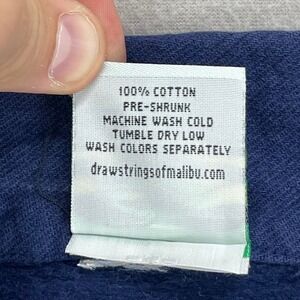 100% COTTON
PRE-SHRUNK
MACHINE WASH COLD
TUMBLE DRY LOW
WASH COLORS SEPARATELY
drawstringsofmalibu.com